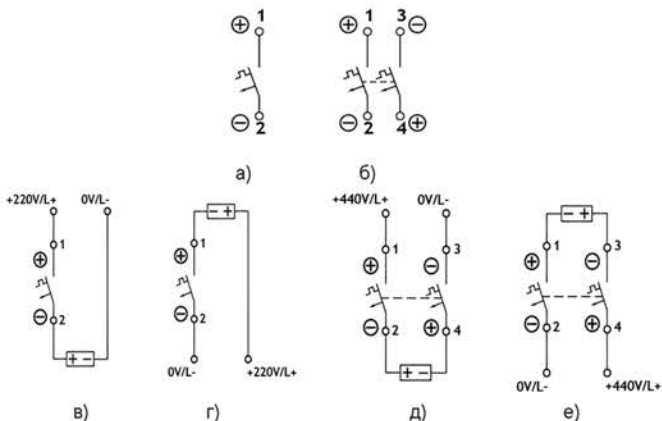 1 1 3
2 2 4
а) б)
+220V/L+ 0V/L- +440V/L+ 0V/L-
- + - +
1 1 1 3 1 3
2 2 2 4 2 4
+ - + -
0V/L- +220V/L+ 0V/L- +440V/L+
в) г) д) е)